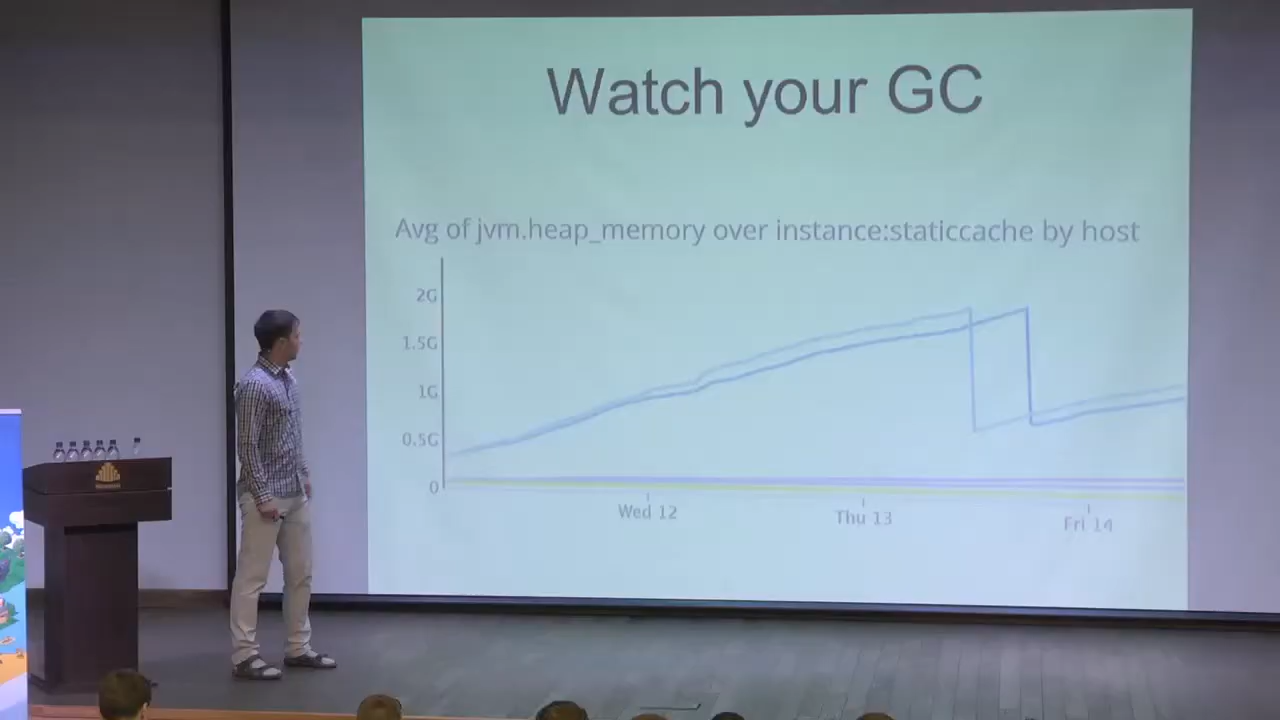 Watch your GC
Avg of jvm.heap_memory over instance:staticcache by host
2G
1.5G
1G
0.5G
0
Wed 12
Thu 13
Fri 14